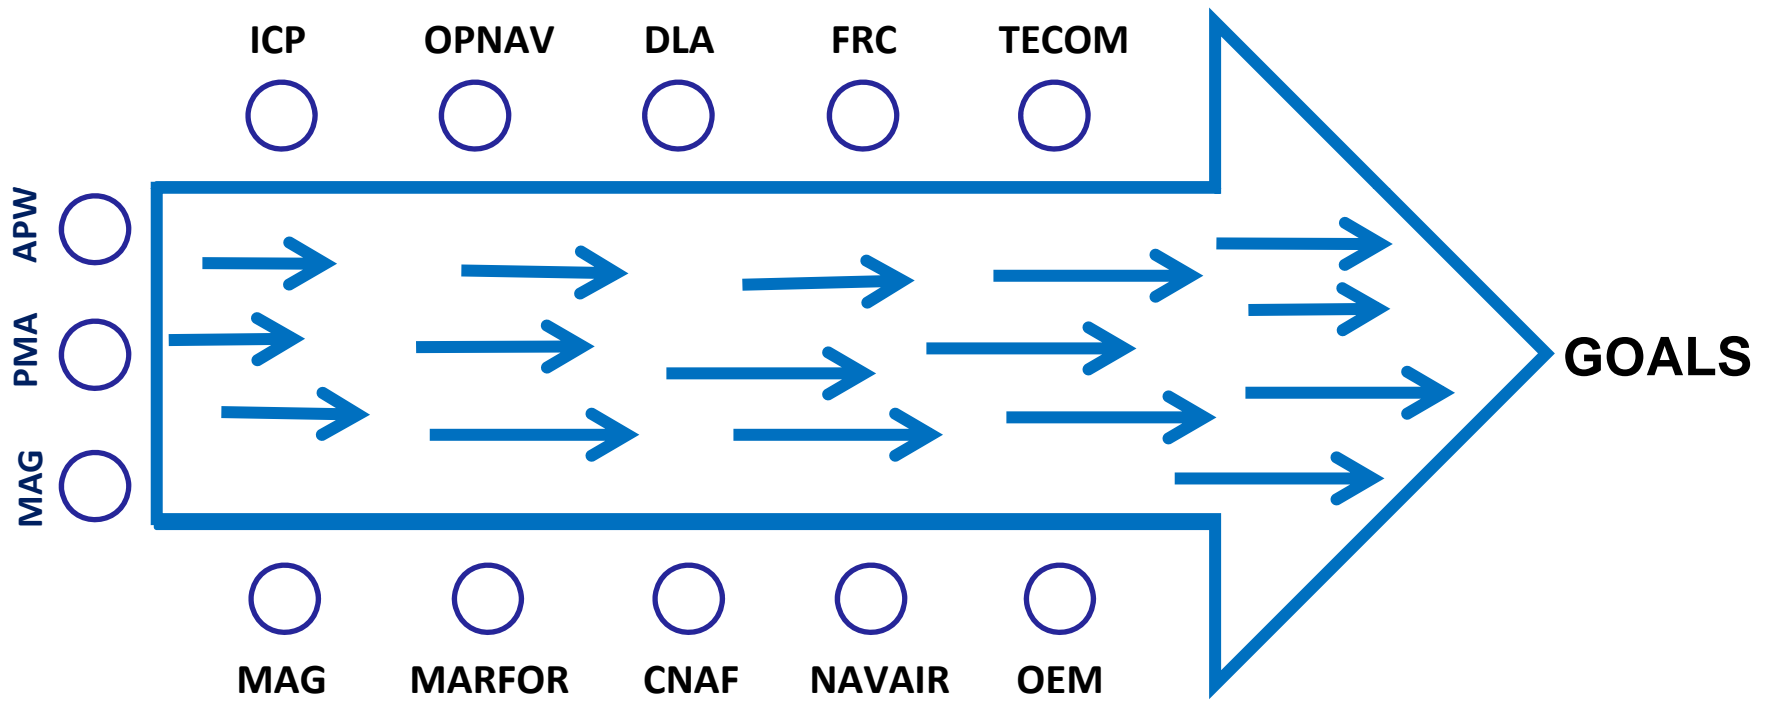 ICP OPNAV DLA FRC TECOM
APW
PMA
MAG
GOALS
MAG MARFOR CNAF NAVAIR OEM